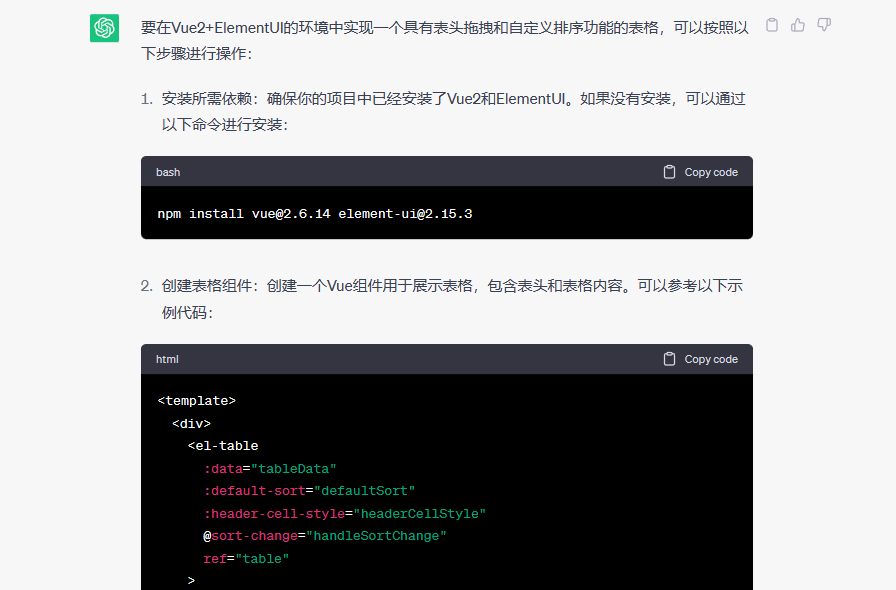 要在Vue2+ElementUI的环境中实现一个具有表头拖拽和自定义排序功能的表格，可以按照以
下步骤进行操作：
1. 安装所需依赖：确保你的项目中已经安装了Vue2和ElementUI。如果没有安装，可以通过
以下命令进行安装：
bash Copy code
npm install vue@2.6.14 element-ui@2.15.3
2. 创建表格组件：创建一个Vue组件用于展示表格，包含表头和表格内容。可以参考以下示
例代码：
html Copy code
<template>
<div>
<el-table
:data="tableData"
:default-sort="defaultSort"
:header-cell-style="headerCellStyle"
@sort-change="handleSortChange"
ref="table"
>